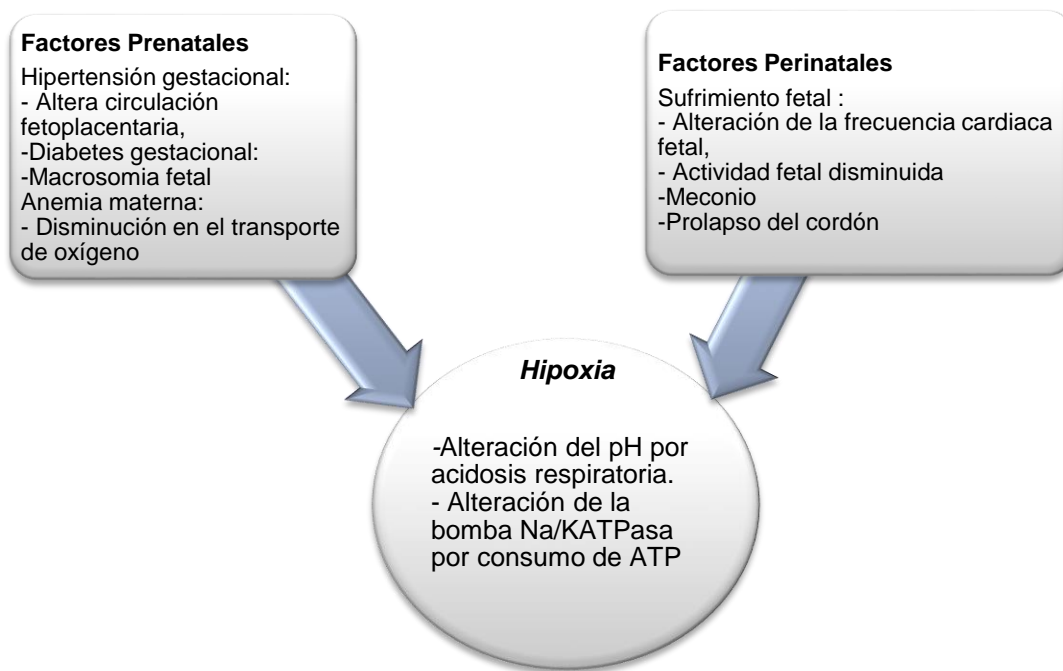 Factores Prenatales
Hipertensión gestacional:
- Altera circulación
fetoplacentaria,
-Diabetes gestacional:
-Macrosomia fetal
Anemia materna:
- Disminución en el transporte
de oxígeno
Factores Perinatales
Sufrimiento fetal :
- Alteración de la frecuencia cardiaca
fetal,
- Actividad fetal disminuida
-Meconio
-Prolapso del cordón
Hipoxia
-Alteración del pH por
acidosis respiratoria.
- Alteración de la
bomba Na/KATPasa
por consumo de ATP